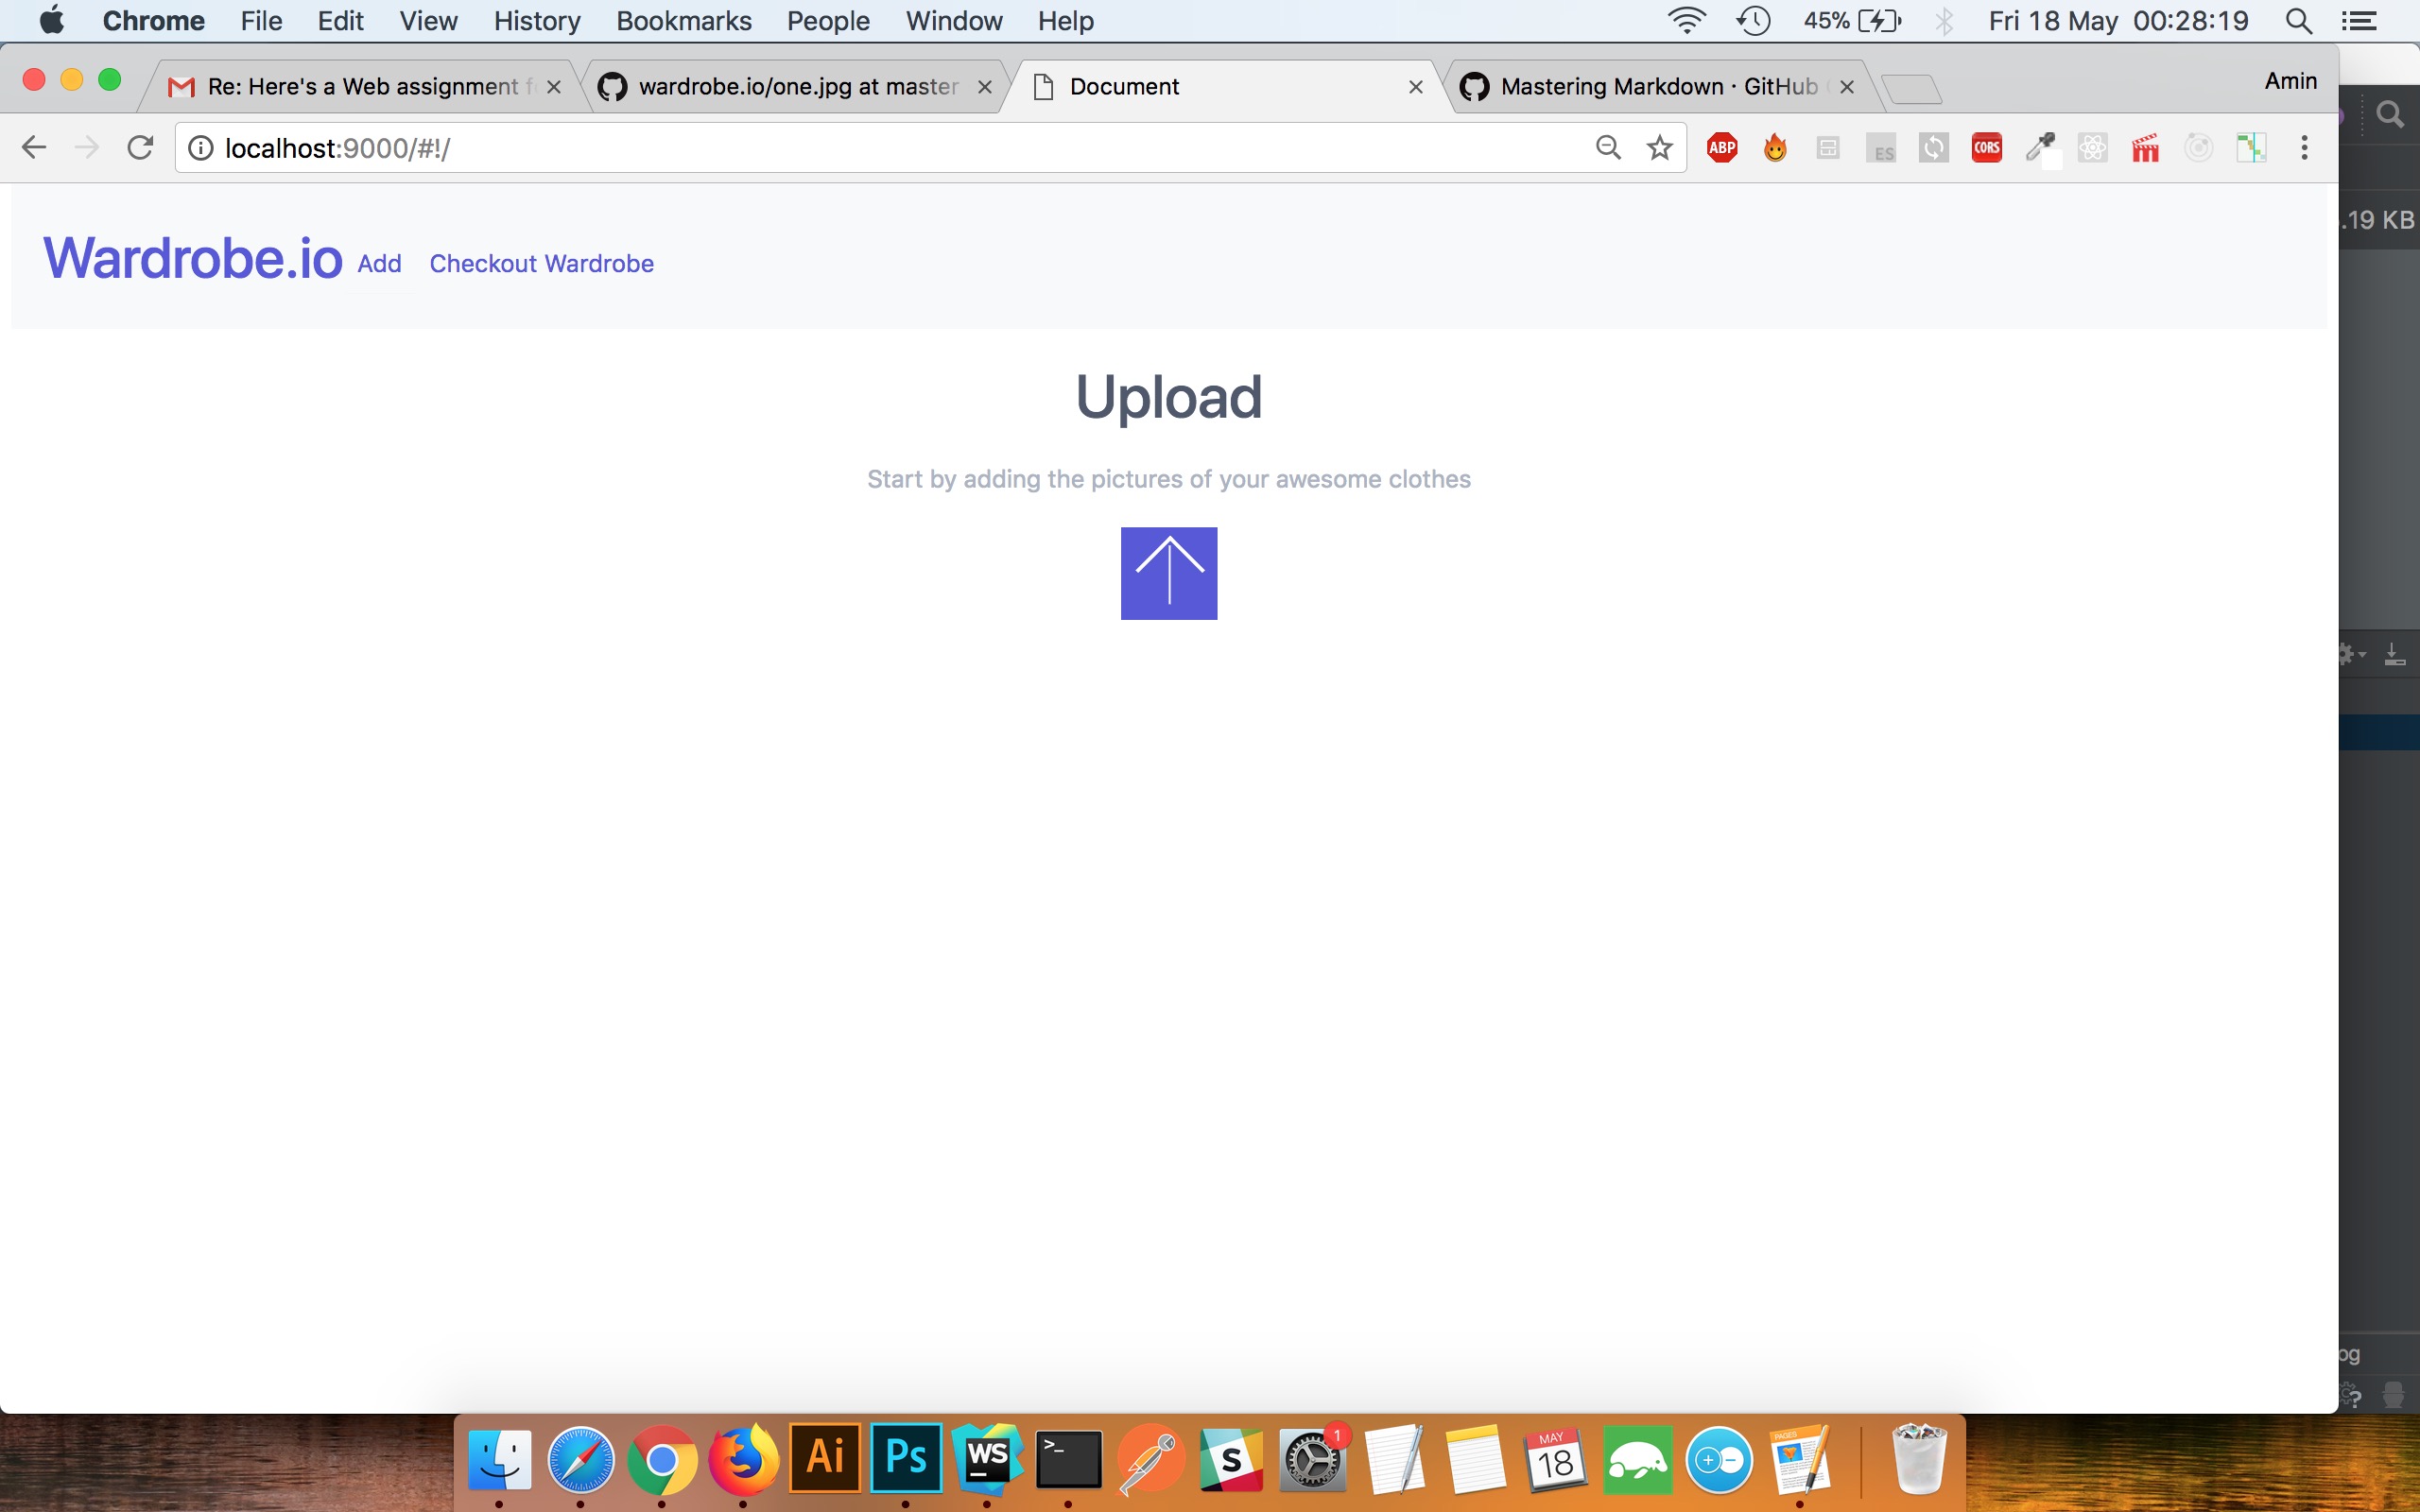 Chrome File Edit View History Bookmarks People Window Help 45% Fri 18 May 00:28:19
Re: Here's a Web assignment f wardrobe.io/one.jpg at master Document Mastering Markdown · GitHub Amin
localhost:9000/#!/ ABP ES CORS
.19 KB
Wardrobe.io Add Checkout Wardrobe
Upload
Start by adding the pictures of your awesome clothes
og
?
Ai Ps WS >_ S 1 MAY 18 PAGES